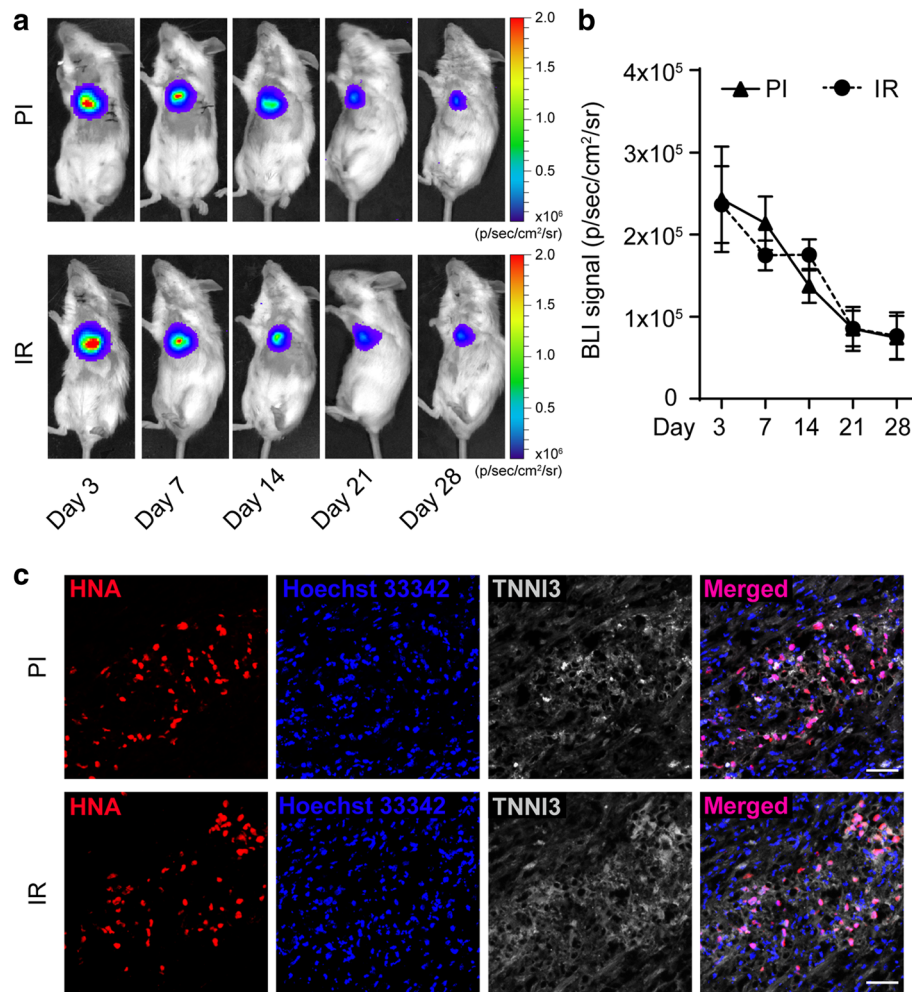 a
PI
2.0
1.5
1.0
0.5
x10⁶
(p/sec/cm²/sr)
IR
2.0
1.5
1.0
0.5
x10⁶
(p/sec/cm²/sr)
Day 3
Day 7
Day 14
Day 21
Day 28
b
BLI signal (p/sec/cm²/sr)
4x10⁵
3x10⁵
2x10⁵
1x10⁵
0
PI
IR
Day 3 7 14 21 28
c
PI
HNA
Hoechst 33342
TNNI3
Merged
IR
HNA
Hoechst 33342
TNNI3
Merged